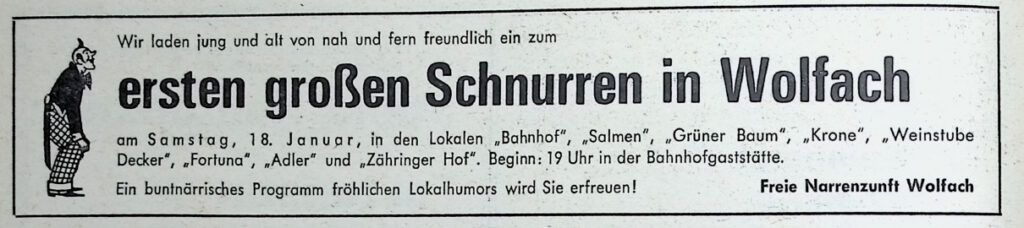 Wir laden jung und alt von nah und fern freundlich ein zum
ersten großen Schnurren in Wolfach
am Samstag, 18. Januar, in den Lokalen „Bahnhof“, „Salmen“, „Grüner Baum“, „Krone“, „Weinstube
Decker“, „Fortuna“, „Adler“ und „Zähringer Hof“. Beginn: 19 Uhr in der Bahnhofgaststätte.
Ein buntnärrisches Programm fröhlichen Lokalhumors wird Sie erfreuen! Freie Narrenzunft Wolfach